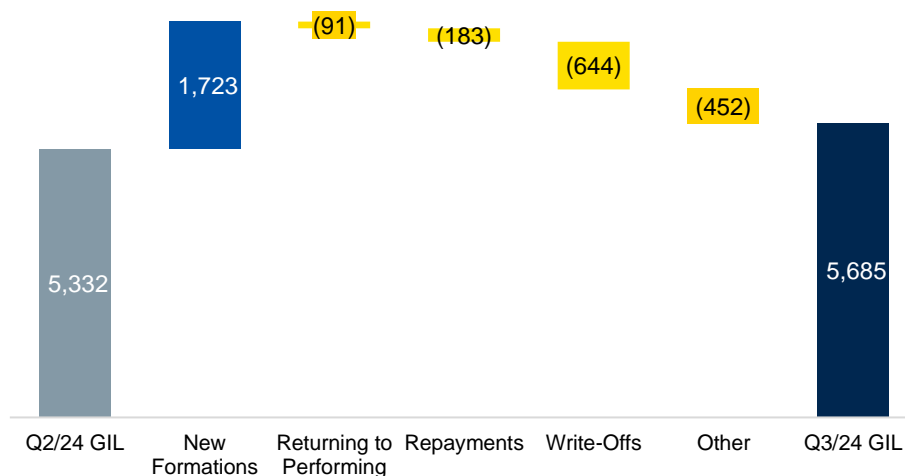 (91)
(183)
1,723
(644)
(452)
5,332
5,685
Q2/24 GIL
New
Formations
Returning to
Performing
Repayments
Write-Offs
Other
Q3/24 GIL